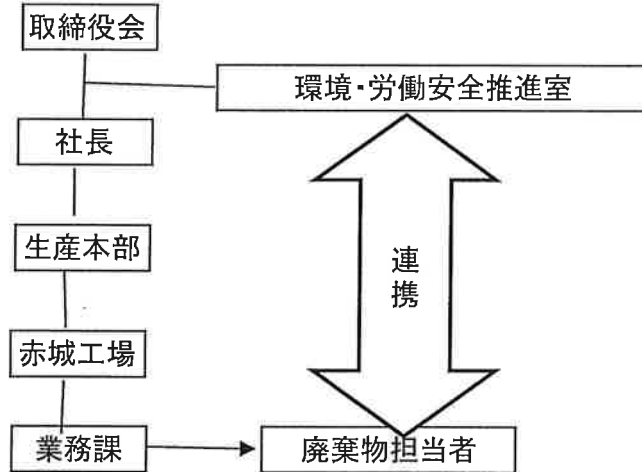 取締役会
環境・労働安全推進室
社長
生産本部
連携
赤城工場
業務課
廃棄物担当者